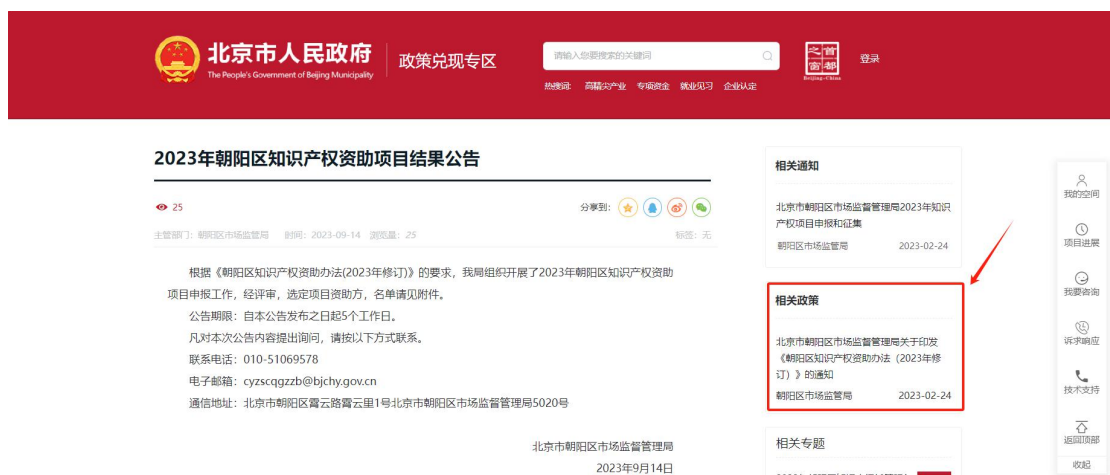 北京市人民政府
The People's Government of Beijing Municipality
政策兑现专区
请输入您要搜索的关键词
热搜词: 高精尖产业 专项资金 就业见习 企业认定
首都之窗
Beijing-China
登录
2023年朝阳区知识产权资助项目结果公告
25
分享到:
主管部门: 朝阳区市场监管局 时间: 2023-09-14 浏览量: 25
标签: 无
根据《朝阳区知识产权资助办法(2023年修订)》的要求，我局组织开展了2023年朝阳区知识产权资助
项目申报工作，经评审，选定项目资助方，名单请见附件。
公告期限：自本公告发布之日起5个工作日。
凡对本次公告内容提出询问，请按以下方式联系。
联系电话：010-51069578
电子邮箱：cyzscqgzzb@bjchy.gov.cn
通信地址：北京市朝阳区霄云路霄云里1号北京市朝阳区市场监督管理局5020号
北京市朝阳区市场监督管理局
2023年9月14日
相关通知
北京市朝阳区市场监督管理局2023年知识
产权项目申报和征集
朝阳区市场监管局 2023-02-24
相关政策
北京市朝阳区市场监督管理局关于印发
《朝阳区知识产权资助办法（2023年修
订）》的通知
朝阳区市场监管局 2023-02-24
相关专题
我的空间
项目进展
我要咨询
诉求响应
技术支持
返回顶部
收起